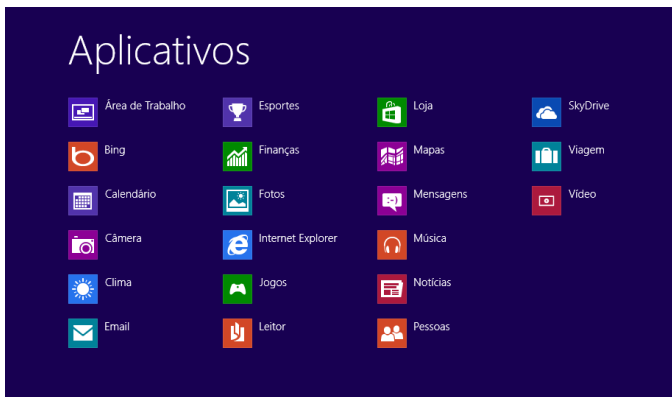 Aplicativos
Área de Trabalho
Bing
Calendário
Câmera
Clima
Email
Esportes
Finanças
Fotos
Internet Explorer
Jogos
Leitor
Loja
Mapas
Mensagens
Música
Notícias
Pessoas
SkyDrive
Viagem
Vídeo